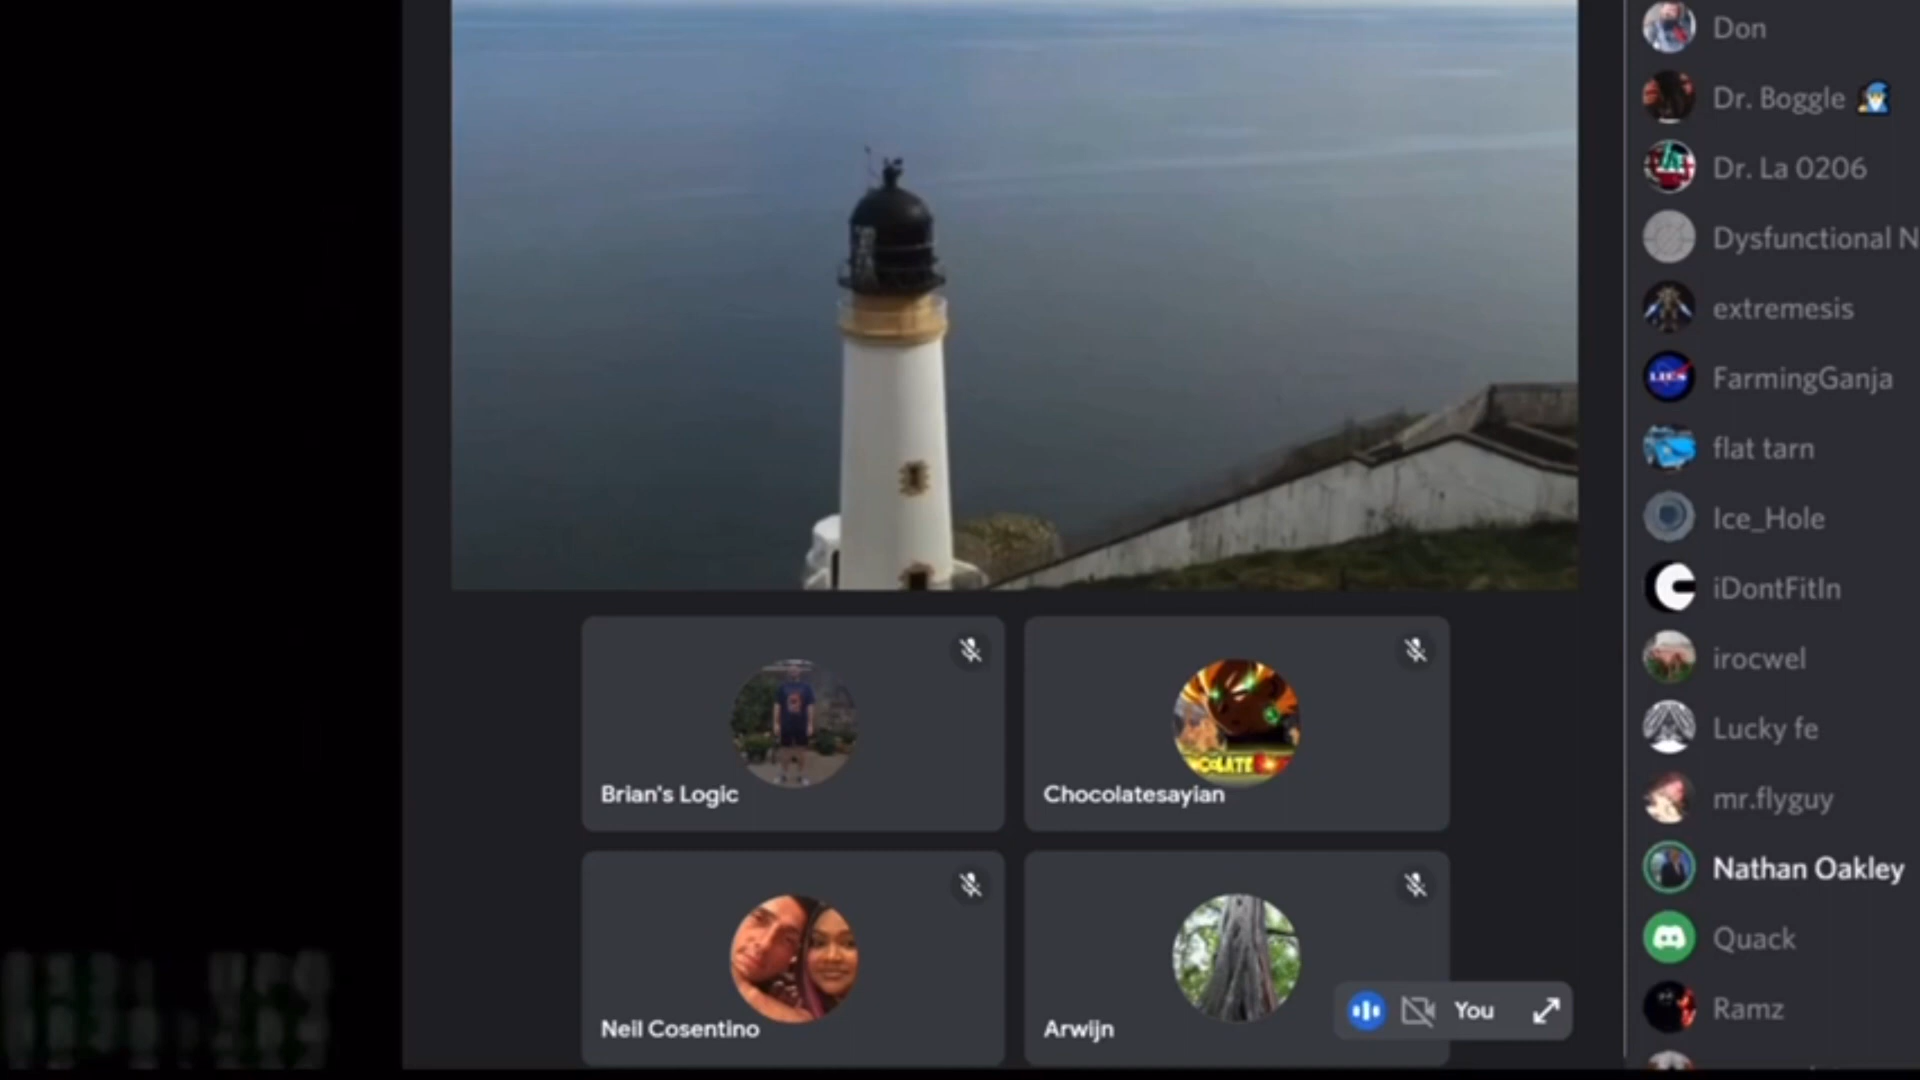 Don
Dr. Boggle
Dr. La 0206
Dysfunctional N
extremesis
LIES
FarmingGanja
flat tarn
Ice_Hole
iDontFitIn
irocwel
Lucky fe
mr.flyguy
Nathan Oakley
Quack
Ramz
Brian's Logic
Chocolatesayian
Neil Cosentino
Arwijn
You